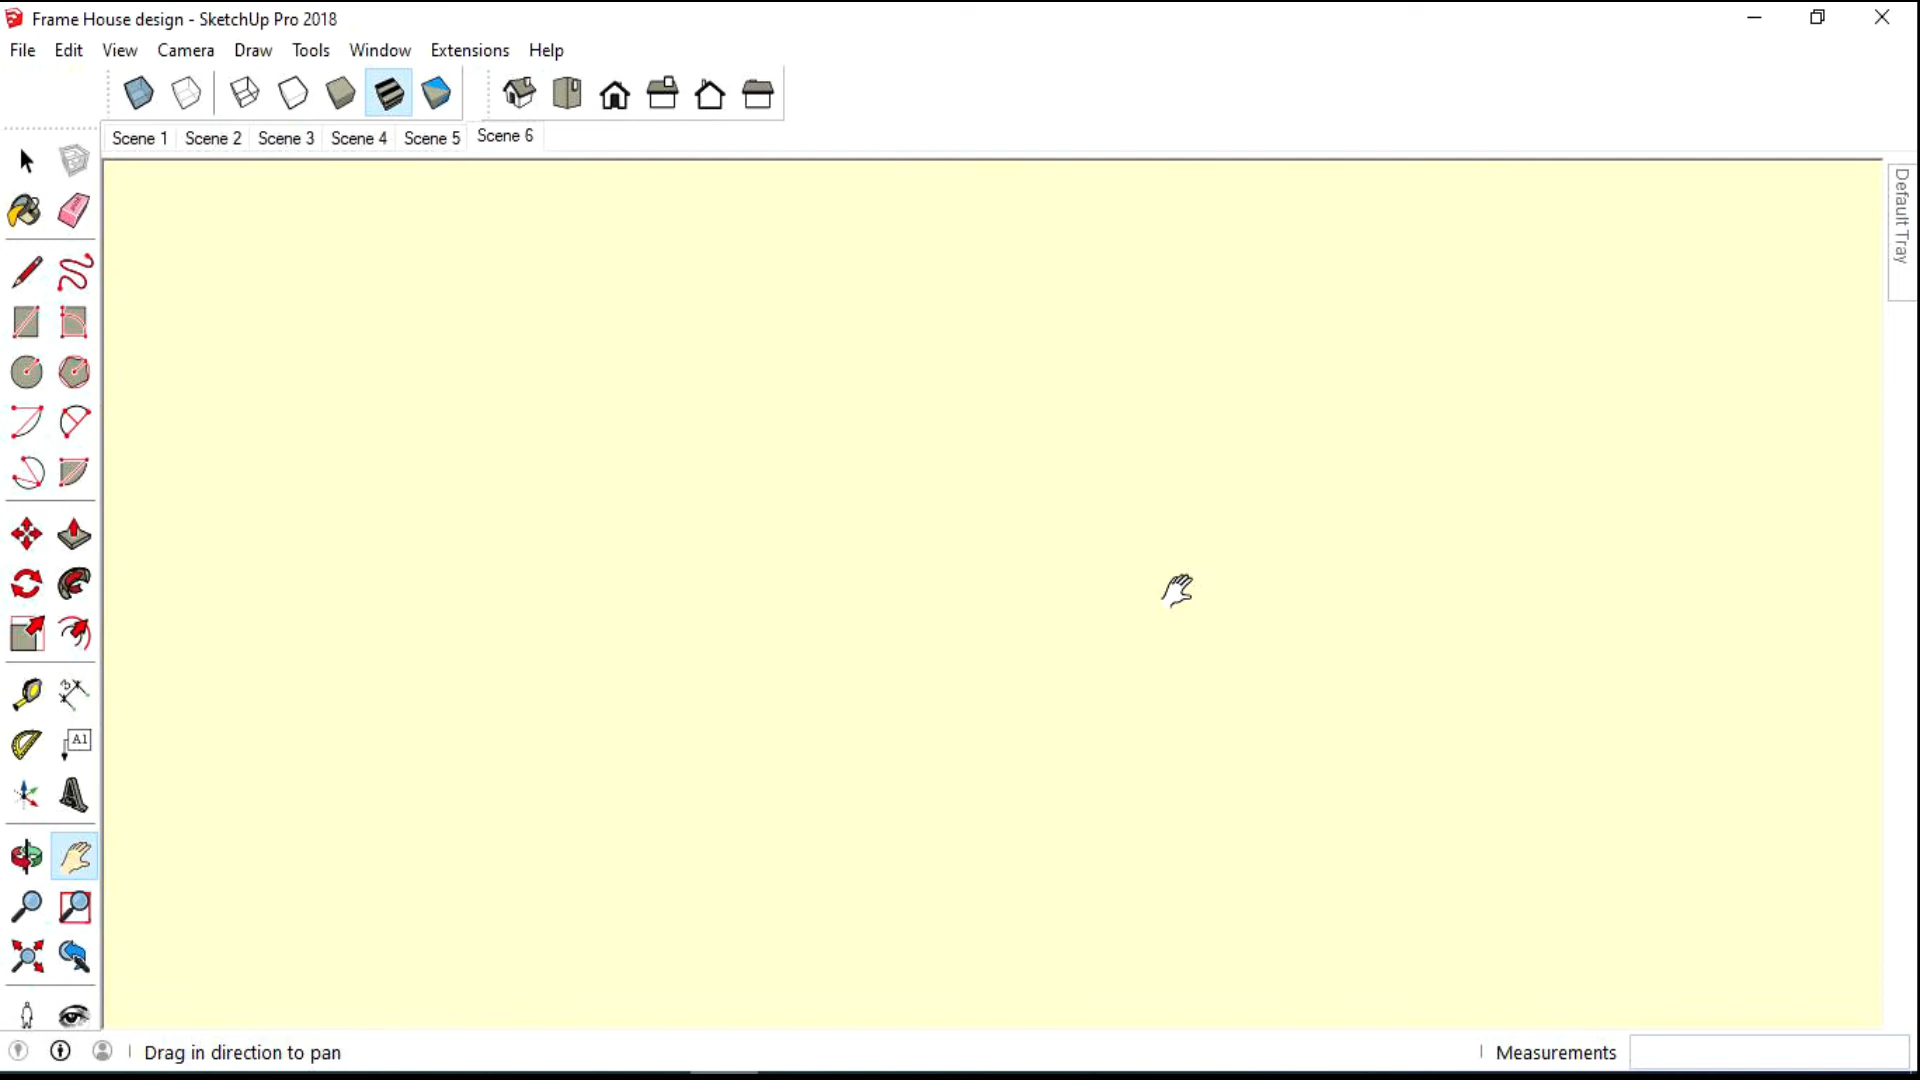 Frame House design - SketchUp Pro 2018
File Edit View Camera Draw Tools Window Extensions Help
Scene 1 Scene 2 Scene 3 Scene 4 Scene 5 Scene 6
Default Tray
A1
Drag in direction to pan
Measurements